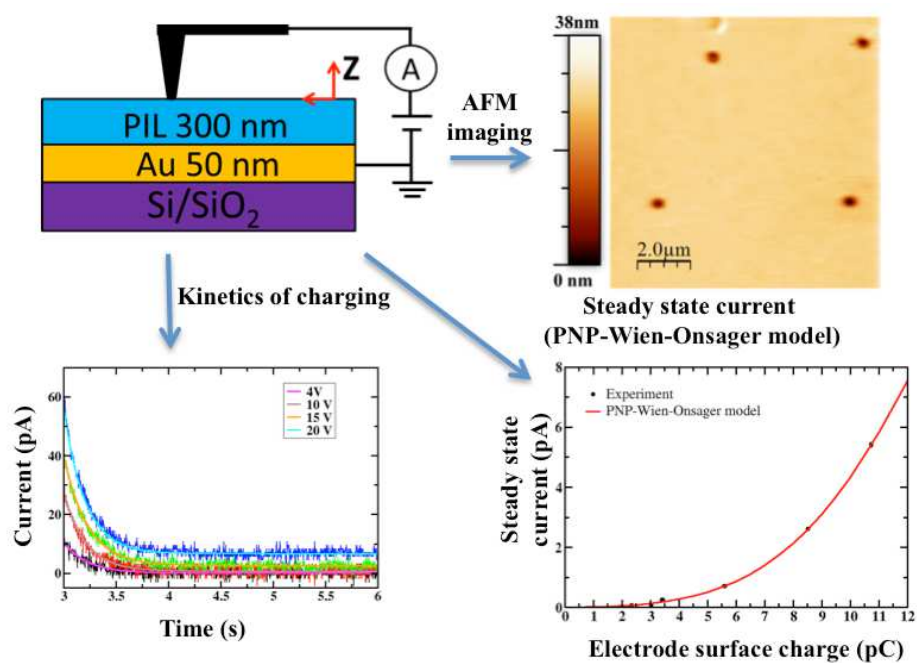 Z
A
PIL 300 nm
Au 50 nm
Si/SiO2
AFM
imaging
38nm
0 nm
2.0µm
Steady state current
(PNP-Wien-Onsager model)
Kinetics of charging
Current (pA)
60
40
20
0
4V
10 V
15 V
20 V
3 3.5 4 4.5 5 5.5 6
Time (s)
Steady state
current (pA)
8
6
4
2
0
Experiment
PNP-Wien-Onsager model
0 1 2 3 4 5 6 7 8 9 10 11 12
Electrode surface charge (pC)